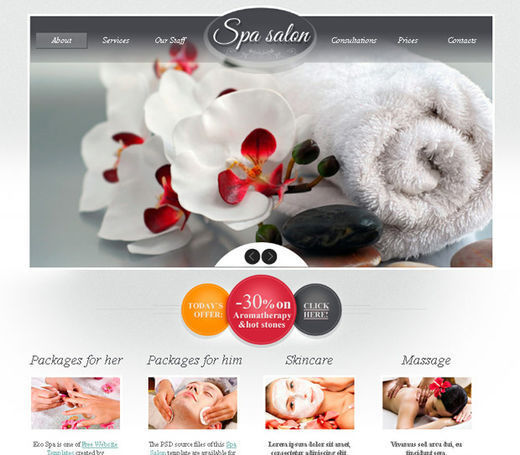 Spa salon
About Services Our Staff Consultations Prices Contacts
TODAY'S
OFFER:
-30% on
Aromatherapy
& hot stones
CLICK
HERE!
Packages for her
Packages for him
Skincare
Massage
Eco Spa is one of Free Website
Templates created by
The PSD source files of this Spa
Salon template are available for
Lorem ipsum dolor sit amet,
consectetur adipiscing elit.
Vivamus sed arcu dui, eu
tincidunt sem.